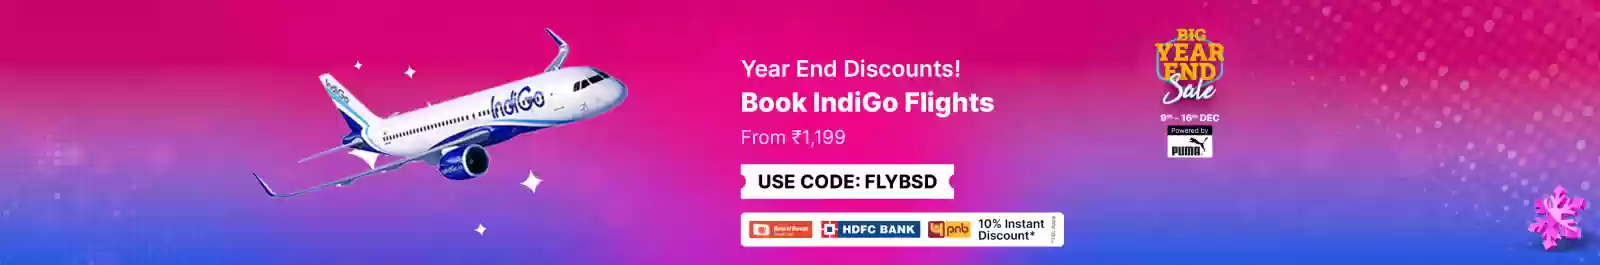 IndiGo
IndiGo
Year End Discounts!
Book IndiGo Flights
From ₹1,199
USE CODE: FLYBSD
HDFC BANK
pnb
10% Instant
Discount*
BIG
YEAR
END
Sale
9th - 16th DEC
Powered by
PUMA